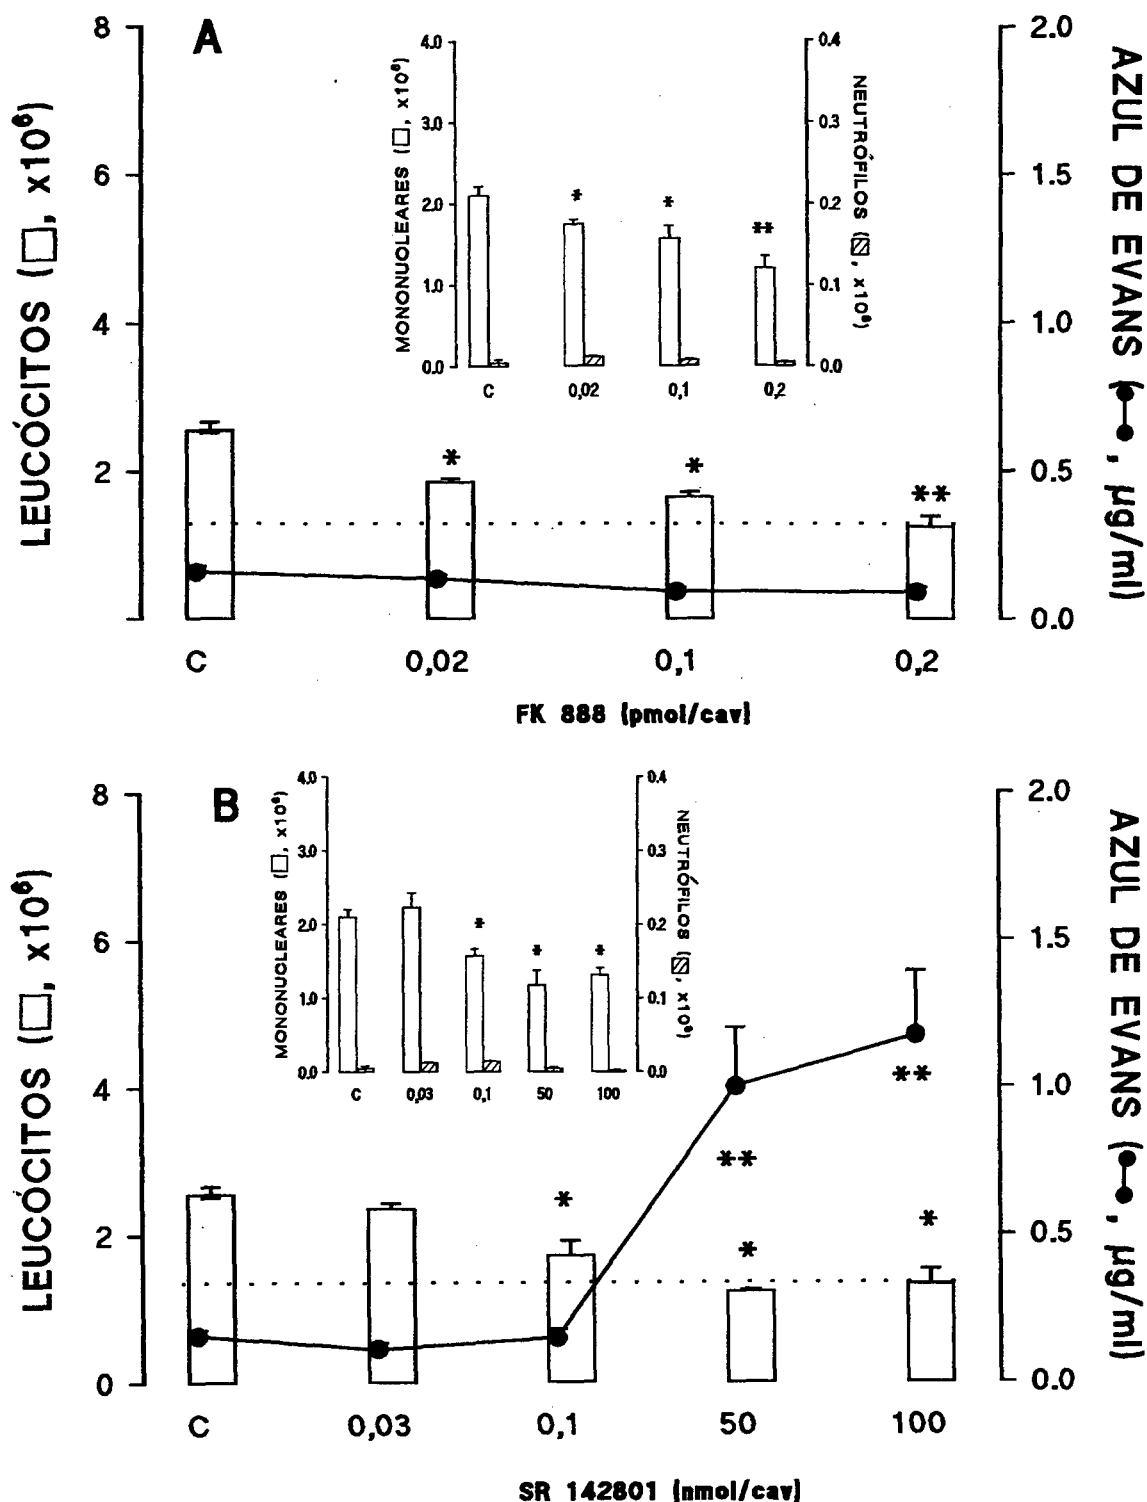 A
8
6
4
2
LEUCÓCITOS (□, x10⁶)
2.0
1.5
1.0
0.5
0.0
AZUL DE EVANS (●–●, µg/ml)
4.0
3.0
2.0
1.0
0.0
MONONUOLEARES (□, x10⁶)
0.4
0.3
0.2
0.1
0.0
NEUTRÓFILOS (▨, x10⁶)
* * **
C 0,02 0,1 0,2
* * **
C 0,02 0,1 0,2
FK 888 (pmol/cav)
B
8
6
4
2
0
LEUCÓCITOS (□, x10⁶)
2.0
1.5
1.0
0.5
0.0
AZUL DE EVANS (●–●, µg/ml)
4.0
3.0
2.0
1.0
0.0
MONONUCLEARES (□, x10⁶)
0.4
0.3
0.2
0.1
0.0
NEUTRÓFILOS (▨, x10⁶)
* * *
C 0,03 0,1 50 100
**
**
* * *
C 0,03 0,1 50 100
SR 142801 (nmol/cav)